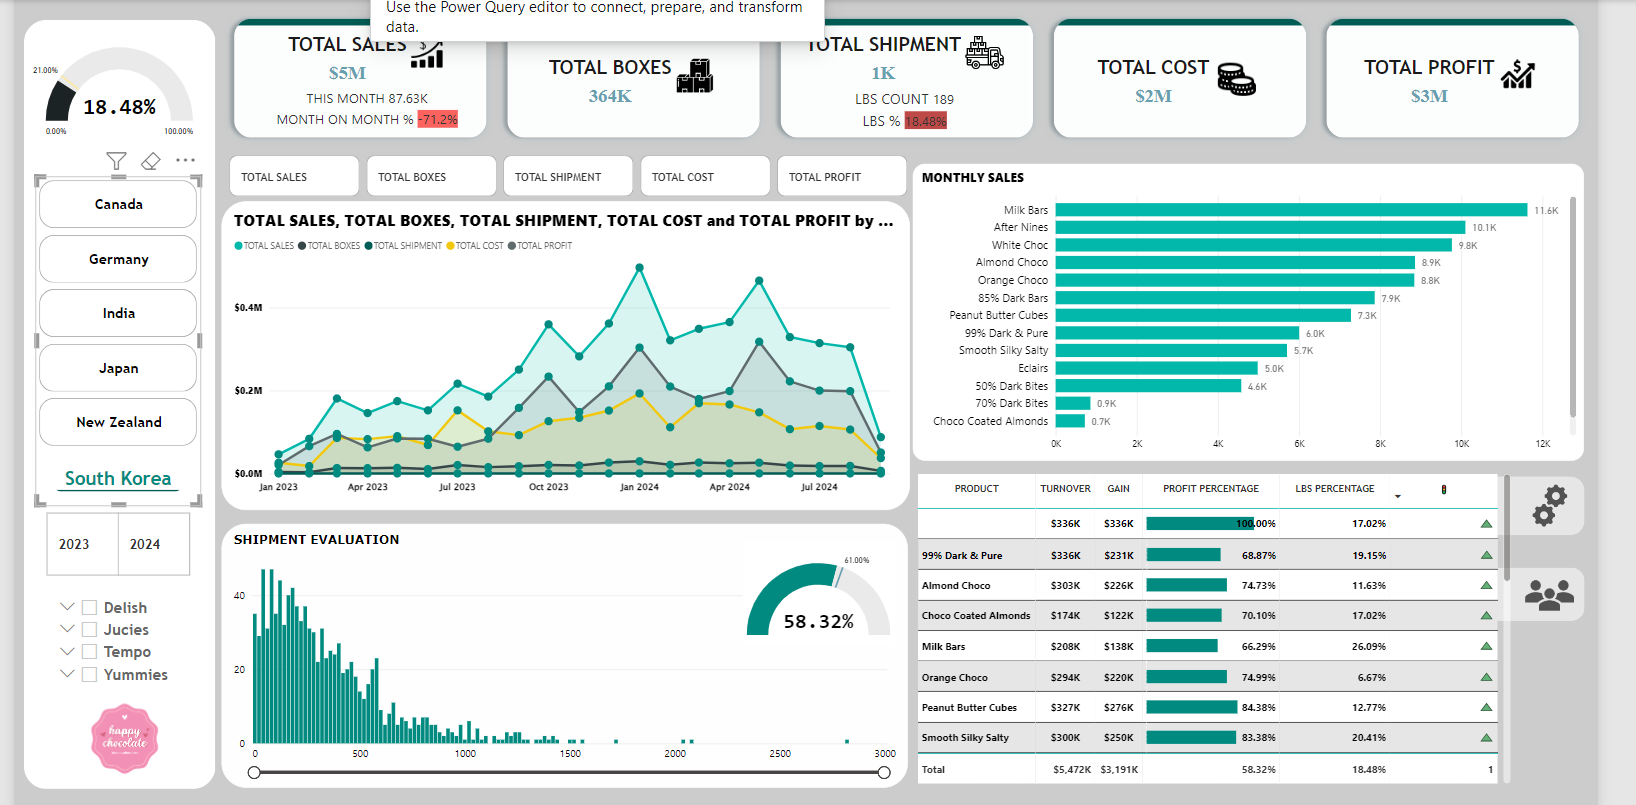 Use the Power Query editor to connect, prepare, and transform
data.
21.00%
18.48%
0.00%
100.00%
Canada
Germany
India
Japan
New Zealand
South Korea
2023
2024
Delish
Jucies
Tempo
Yummies
happy
chocolate
TOTAL SALES
$5M
THIS MONTH 87.63K
MONTH ON MONTH % -71.2%
TOTAL BOXES
364K
TOTAL SHIPMENT
1K
LBS COUNT 189
LBS % 18.48%
TOTAL COST
$2M
TOTAL PROFIT
$3M
TOTAL SALES
TOTAL BOXES
TOTAL SHIPMENT
TOTAL COST
TOTAL PROFIT
TOTAL SALES, TOTAL BOXES, TOTAL SHIPMENT, TOTAL COST and TOTAL PROFIT by ...
TOTAL SALES TOTAL BOXES TOTAL SHIPMENT TOTAL COST TOTAL PROFIT
$0.4M
$0.2M
$0.0M
Jan 2023 Apr 2023 Jul 2023 Oct 2023 Jan 2024 Apr 2024 Jul 2024
SHIPMENT EVALUATION
61.00%
58.32%
40
20
0
0 500 1000 1500 2000 2500 3000
MONTHLY SALES
Milk Bars 11.6K
After Nines 10.1K
White Choc 9.8K
Almond Choco 8.9K
Orange Choco 8.8K
85% Dark Bars 7.9K
Peanut Butter Cubes 7.3K
99% Dark & Pure 6.0K
Smooth Silky Salty 5.7K
Eclairs 5.0K
50% Dark Bites 4.6K
70% Dark Bites 0.9K
Choco Coated Almonds 0.7K
0K 2K 4K 6K 8K 10K 12K
PRODUCT TURNOVER GAIN PROFIT PERCENTAGE LBS PERCENTAGE
$336K $336K 100.00% 17.02%
99% Dark & Pure $336K $231K 68.87% 19.15%
Almond Choco $303K $226K 74.73% 11.63%
Choco Coated Almonds $174K $122K 70.10% 17.02%
Milk Bars $208K $138K 66.29% 26.09%
Orange Choco $294K $220K 74.99% 6.67%
Peanut Butter Cubes $327K $276K 84.38% 12.77%
Smooth Silky Salty $300K $250K 83.38% 20.41%
Total $5,472K $3,191K 58.32% 18.48% 1